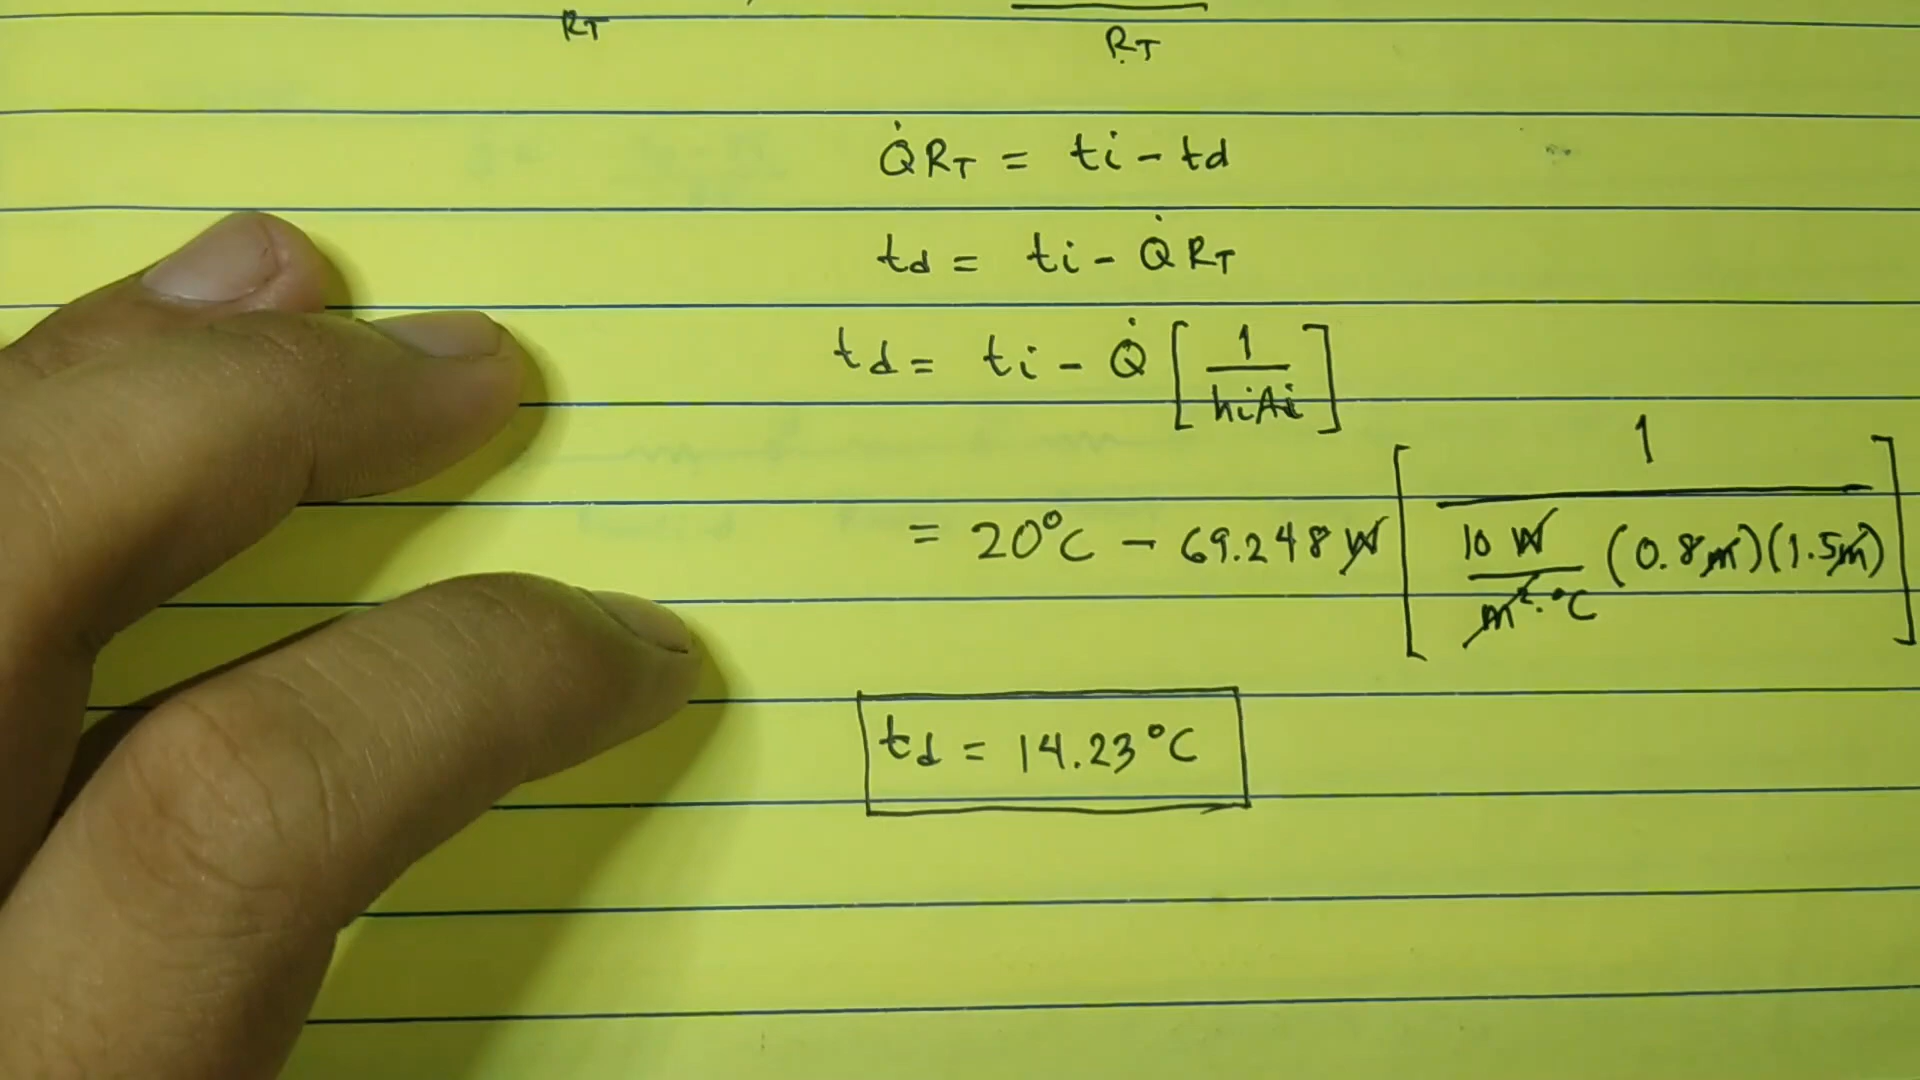 RT RT
Q̇RT = ti - td
td = ti - Q̇RT
td = ti - Q̇ [1/hiAi]
= 20°C - 69.248 W [1/(10 W/m²·°C (0.8m)(1.5m))]
td = 14.23°C